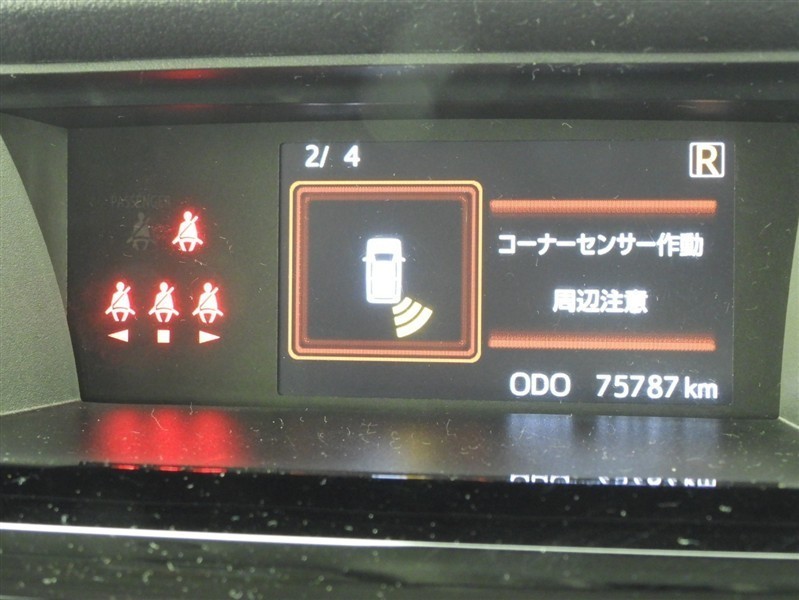 2/ 4
R
PASSENGER
コーナーセンサー作動
周辺注意
ODO 75787 km